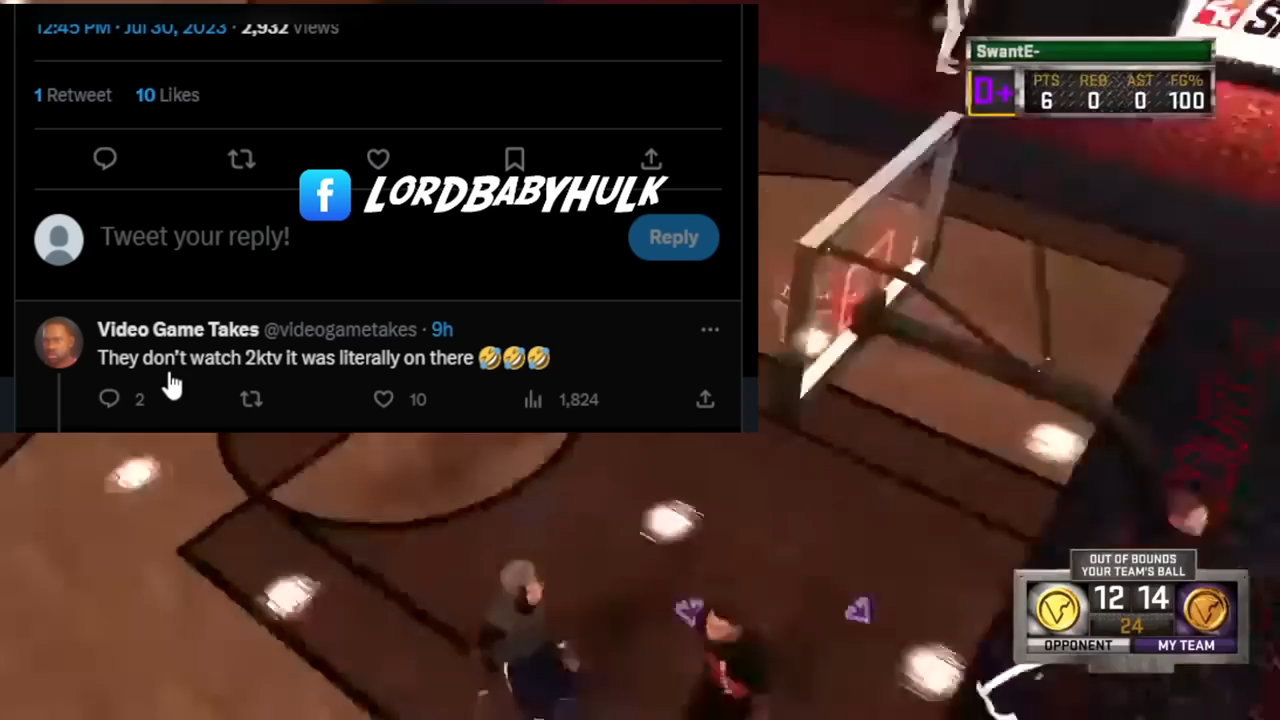 12:45 PM · Jul 30, 2023 · 2,932 Views
1 Retweet 10 Likes
LORDBABYHULK
Tweet your reply!
Reply
Video Game Takes @videogametakes · 9h
They don't watch 2ktv it was literally on there 🤣🤣🤣
2
10
1,824
SwantE-
D+
PTS REB AST FG%
6 0 0 100
2K
OUT OF BOUNDS
YOUR TEAM'S BALL
12 14
24
OPPONENT
MY TEAM